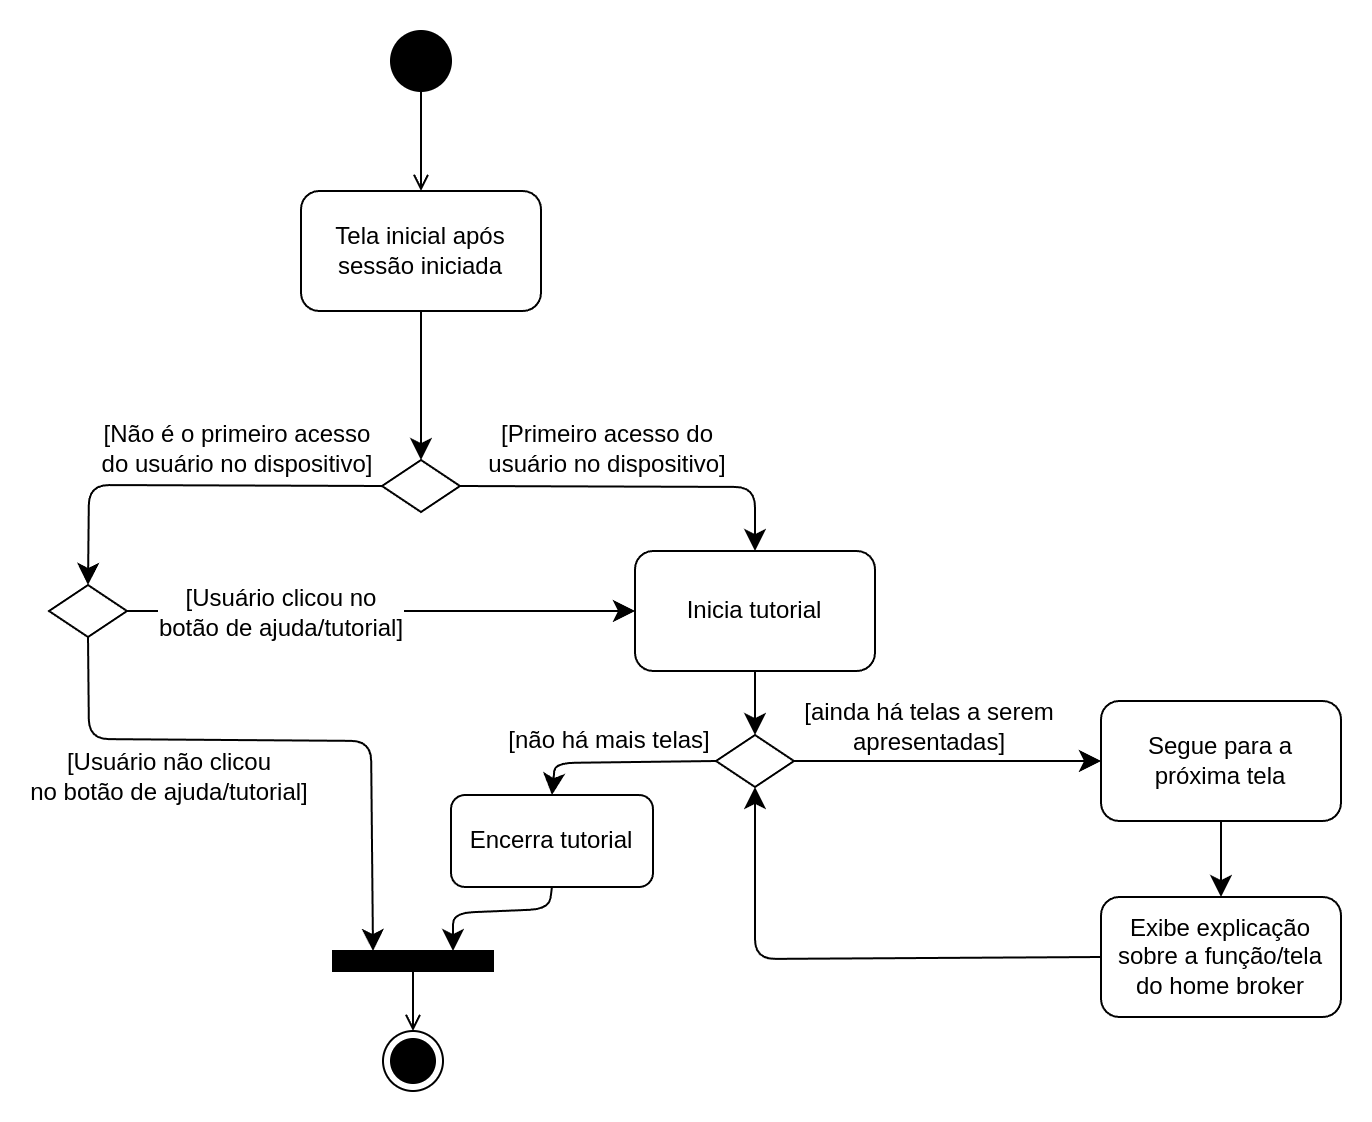 Tela inicial após
sessão iniciada
[Não é o primeiro acesso
do usuário no dispositivo]
[Primeiro acesso do
usuário no dispositivo]
[Usuário clicou no
botão de ajuda/tutorial]
Inicia tutorial
[Usuário não clicou
no botão de ajuda/tutorial]
[não há mais telas]
[ainda há telas a serem
apresentadas]
Segue para a
próxima tela
Encerra tutorial
Exibe explicação
sobre a função/tela
do home broker